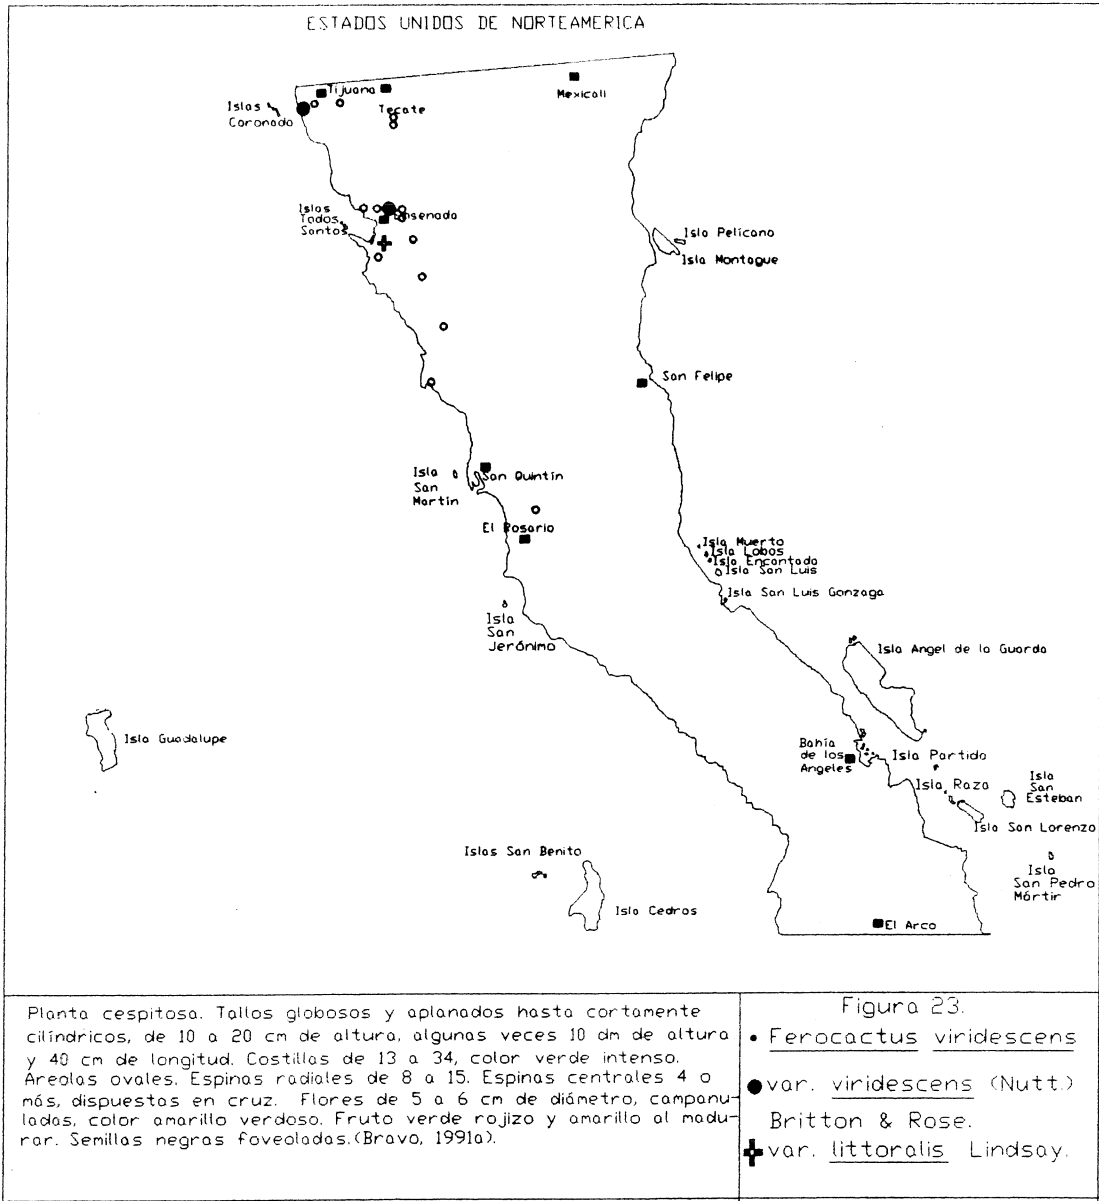 ESTADOS UNIDOS DE NORTEAMERICA
Tijuana
Mexicali
Islas
Coronado
Tecate
Islas
Todos
Santos
Ensenada
Isla Pelícano
Isla Montague
San Felipe
Isla
San
Martín
San Quintín
El Rosario
Isla Muerto
Isla Lobos
Isla Encantada
Isla San Luis
Isla San Luis Gonzaga
Isla
San
Jerónimo
Isla Angel de la Guarda
Isla Guadalupe
Bahía
de los
Angeles
Isla Partida
Isla Raza
Isla
San
Esteban
Isla San Lorenzo
Islas San Benito
Isla
San Pedro
Mártir
Isla Cedros
El Arco
Planta cespitosa. Tallos globosos y aplanados hasta cortamente
cilíndricos, de 10 a 20 cm de altura, algunas veces 10 dm de altura
y 40 cm de longitud. Costillas de 13 a 34, color verde intenso.
Areolas ovales. Espinas radiales de 8 a 15. Espinas centrales 4 o
más, dispuestas en cruz. Flores de 5 a 6 cm de diámetro, campanu-
ladas, color amarillo verdoso. Fruto verde rojizo y amarillo al madu-
rar. Semillas negras foveoladas.(Bravo, 1991a).
Figura 23.
• Ferocactus viridescens
var. viridescens (Nutt.)
Britton & Rose.
var. littoralis Lindsay.